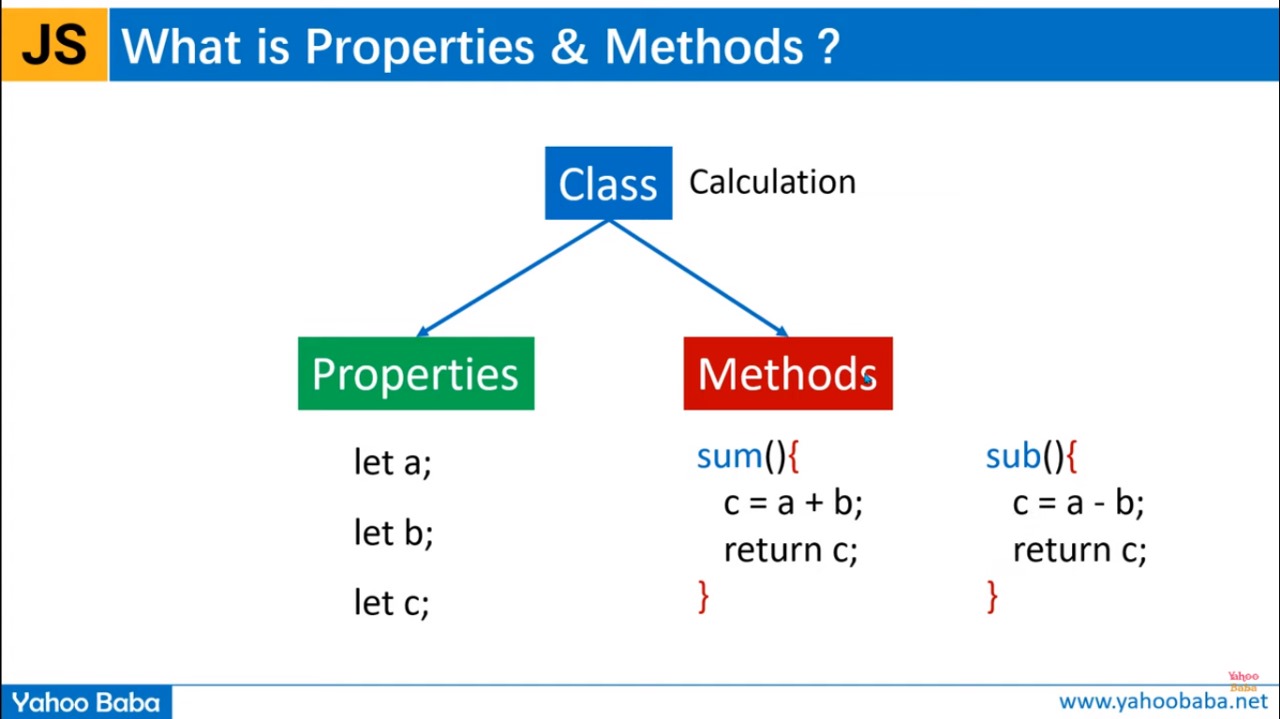 JS What is Properties & Methods ?
Class Calculation
Properties
Methods
let a;
let b;
let c;
sum(){
c = a + b;
return c;
}
sub(){
c = a - b;
return c;
}
Yahoo
Baba
Yahoo Baba
www.yahoobaba.net